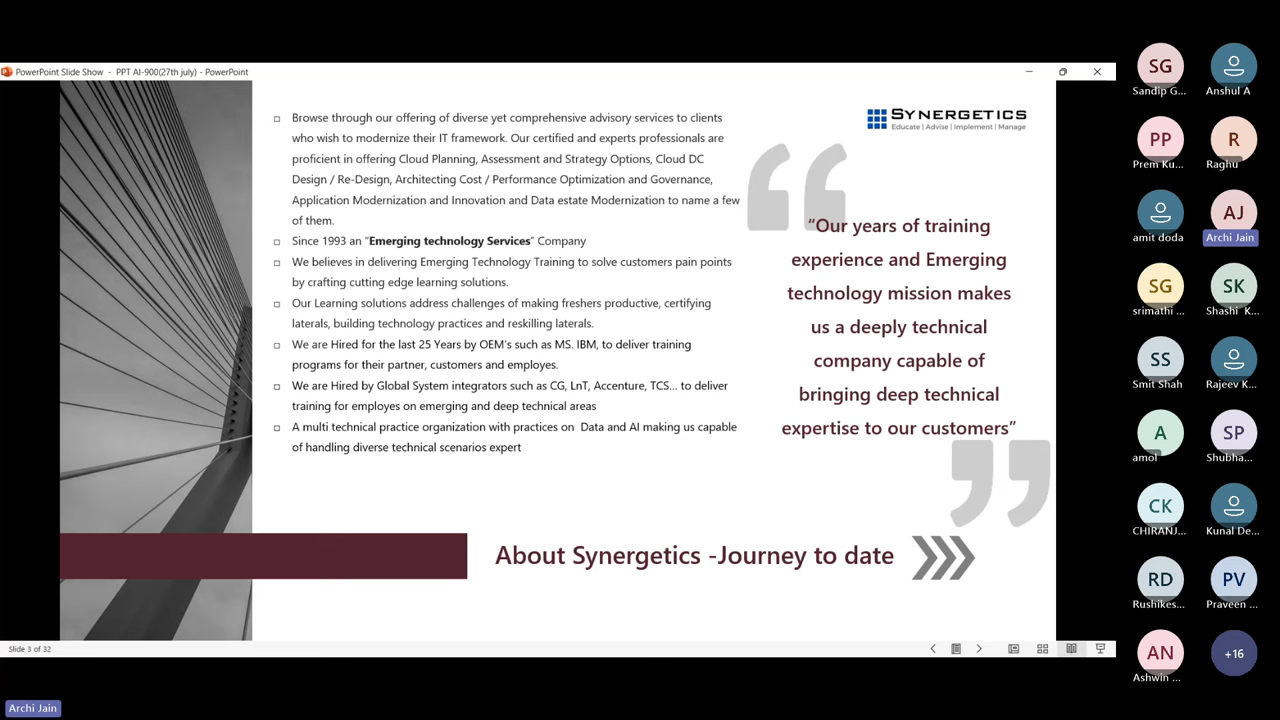 PowerPoint Slide Show - PPT AI-900(27th july) - PowerPoint
Browse through our offering of diverse yet comprehensive advisory services to clients
who wish to modernize their IT framework. Our certified and experts professionals are
proficient in offering Cloud Planning, Assessment and Strategy Options, Cloud DC
Design / Re-Design, Architecting Cost / Performance Optimization and Governance,
Application Modernization and Innovation and Data estate Modernization to name a few
of them.
Since 1993 an “Emerging technology Services” Company
We believes in delivering Emerging Technology Training to solve customers pain points
by crafting cutting edge learning solutions.
Our Learning solutions address challenges of making freshers productive, certifying
laterals, building technology practices and reskilling laterals.
We are Hired for the last 25 Years by OEM's such as MS. IBM, to deliver training
programs for their partner, customers and employes.
We are Hired by Global System integrators such as CG, LnT, Accenture, TCS... to deliver
training for employes on emerging and deep technical areas
A multi technical practice organization with practices on Data and AI making us capable
of handling diverse technical scenarios expert
SYNERGETICS
Educate | Advise | Implement | Manage
“Our years of training
experience and Emerging
technology mission makes
us a deeply technical
company capable of
bringing deep technical
expertise to our customers”
About Synergetics -Journey to date
Slide 3 of 32
SG
Sandip G...
Anshul A
PP
Prem Ku...
R
Raghu
amit doda
AJ
Archi Jain
SG
srimathi ...
SK
Shashi K...
SS
Smit Shah
Rajeev K...
A
amol
SP
Shubha...
CK
CHIRANJ...
Kunal De...
RD
Rushikes...
PV
Praveen ...
AN
Ashwin ...
+16
Archi Jain